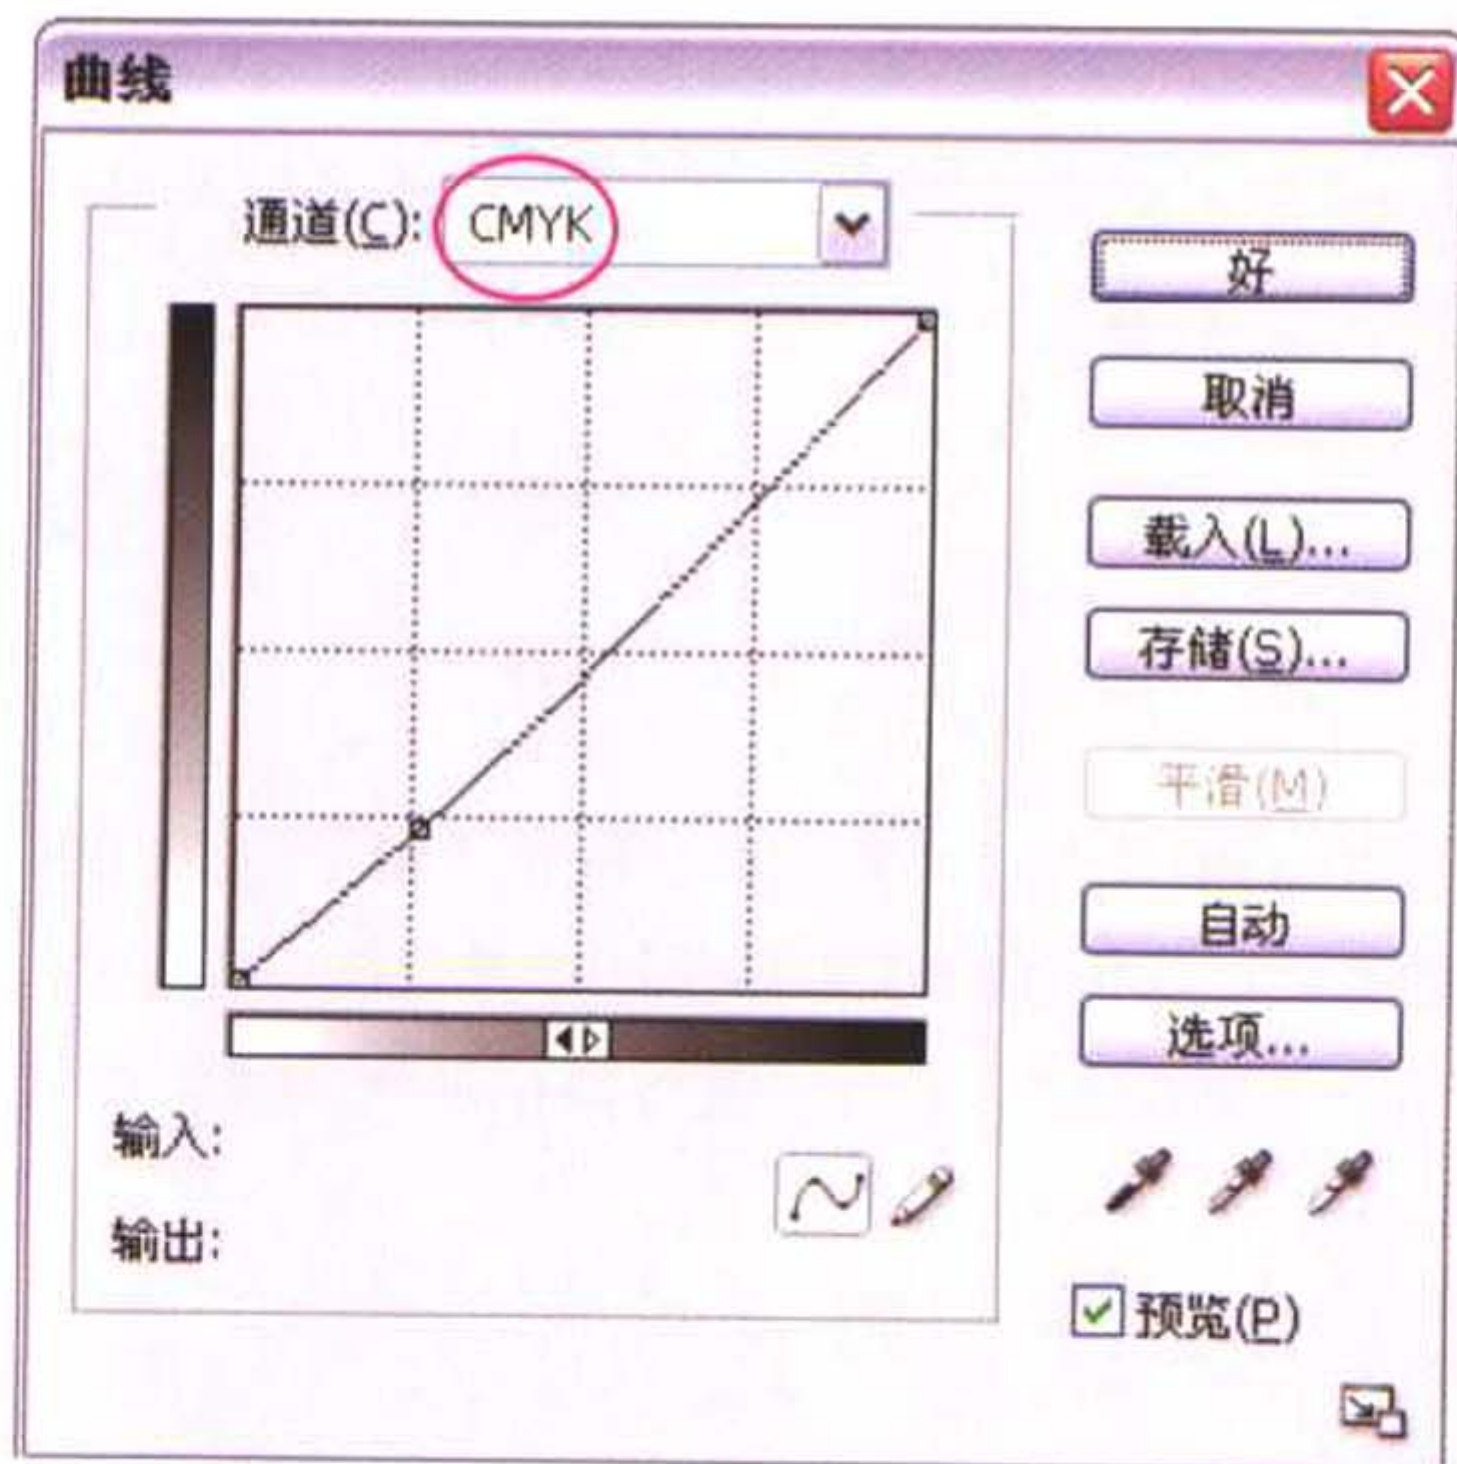 曲线
通道(C): CMYK
好
取消
载入(L)...
存储(S)...
平滑(M)
自动
选项...
输入:
输出:
预览(P)